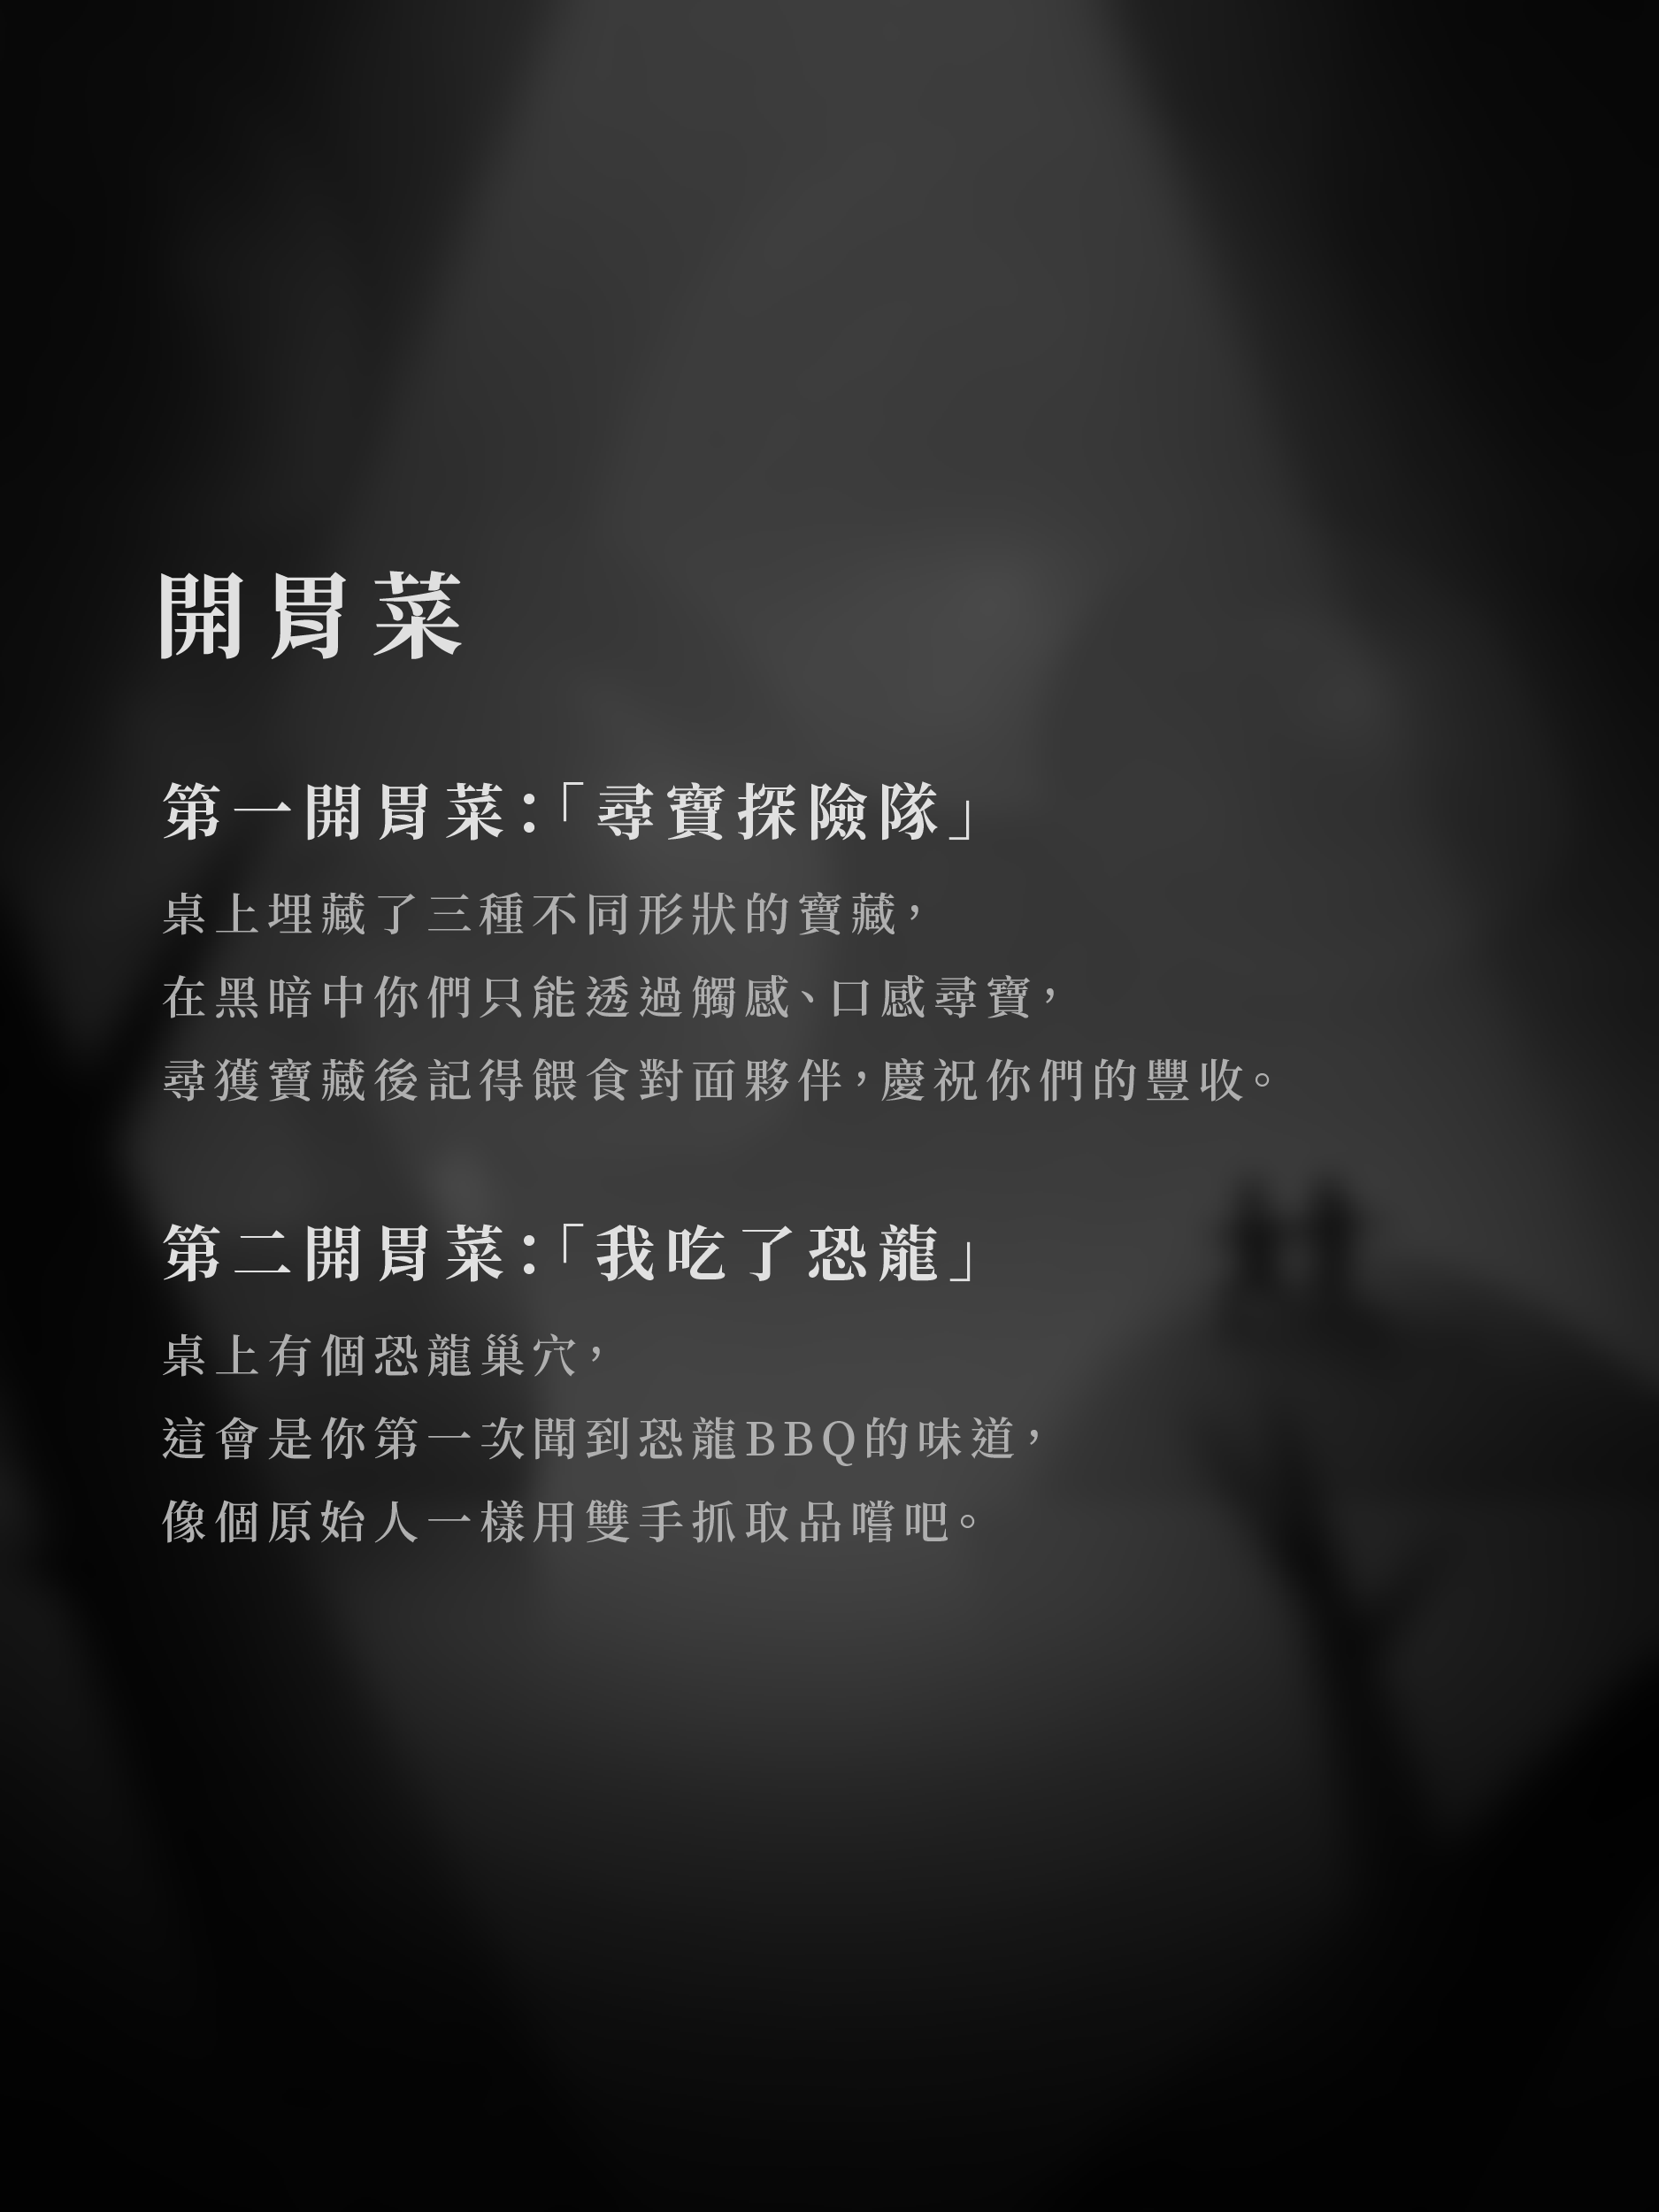 開胃菜
第一開胃菜：「尋寶探險隊」
桌上埋藏了三種不同形狀的寶藏，
在黑暗中你們只能透過觸感、口感尋寶，
尋獲寶藏後記得餵食對面夥伴，慶祝你們的豐收。
第二開胃菜：「我吃了恐龍」
桌上有個恐龍巢穴，
這會是你第一次聞到恐龍BBQ的味道，
像個原始人一樣用雙手抓取品嚐吧。